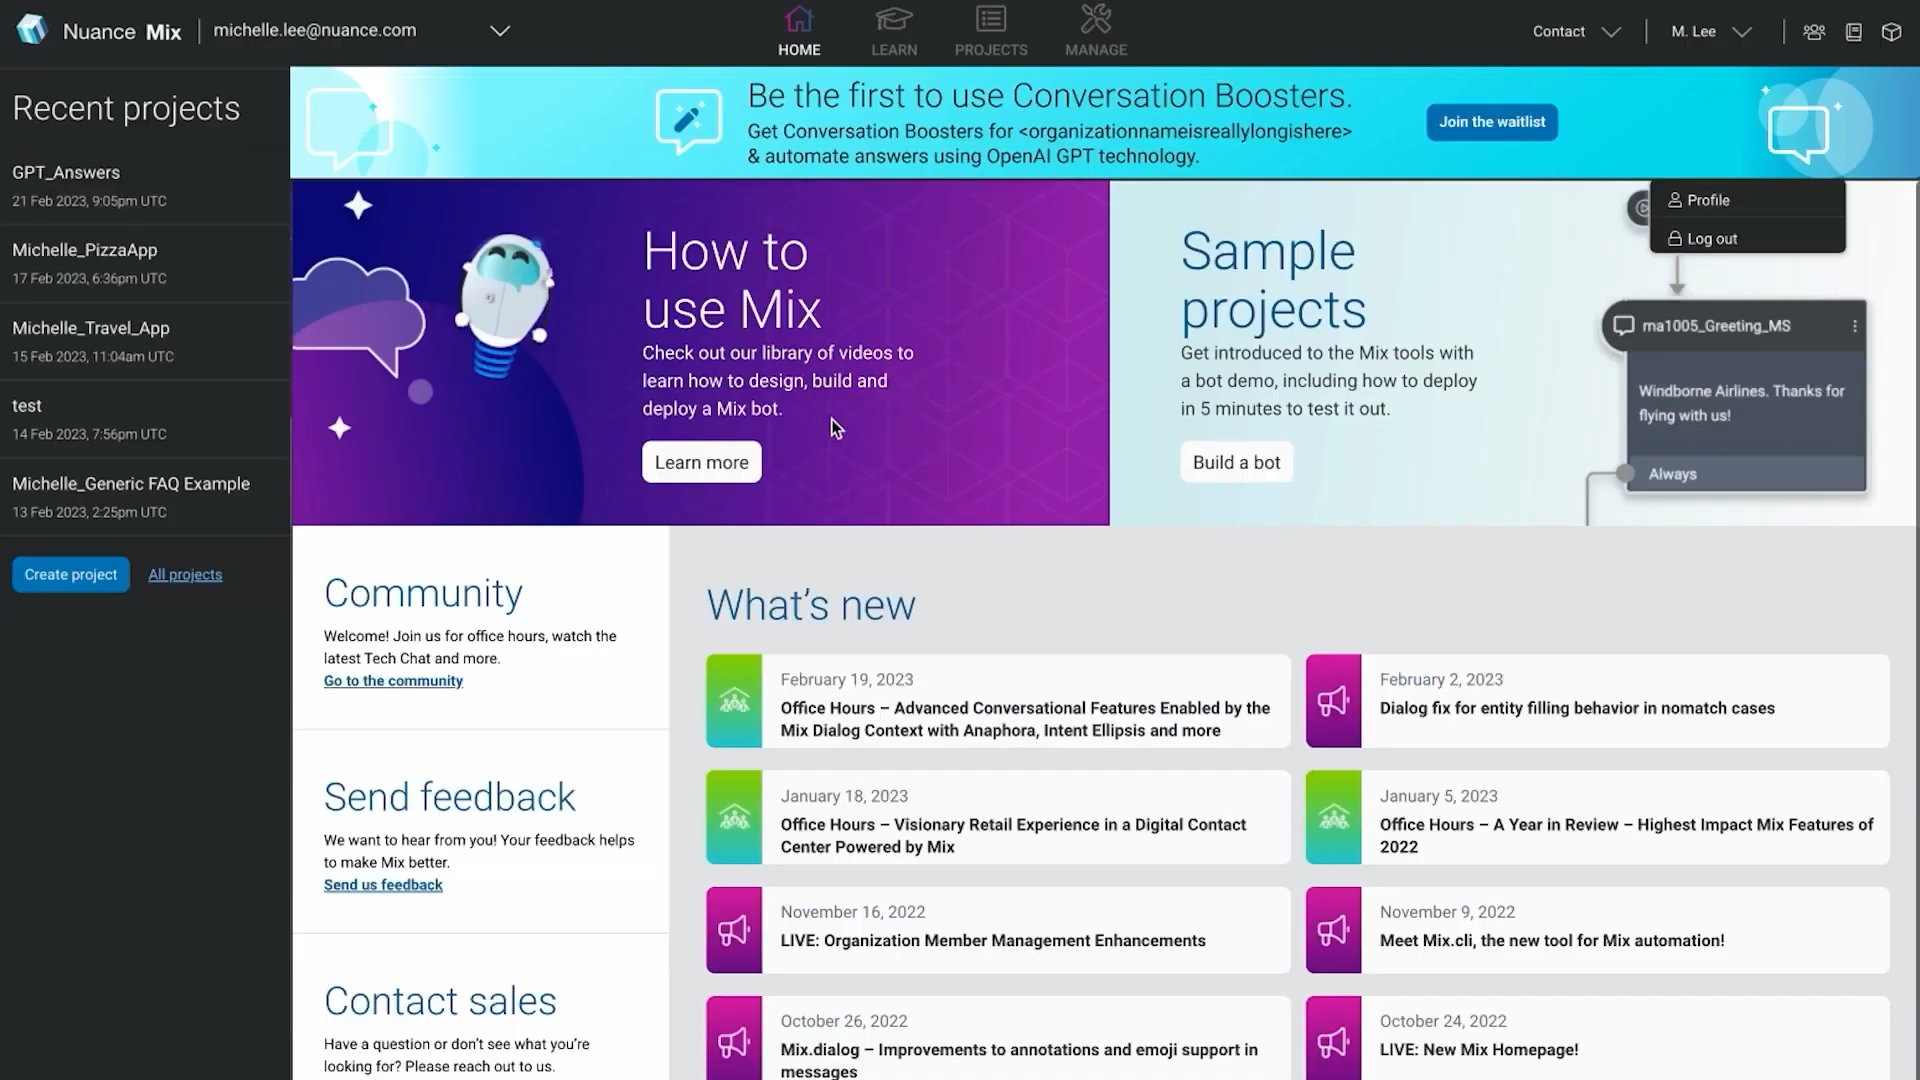 Nuance Mix
michelle.lee@nuance.com
HOME
LEARN
PROJECTS
MANAGE
Contact
M. Lee
Recent projects
GPT_Answers
21 Feb 2023, 9:05pm UTC
Michelle_PizzaApp
17 Feb 2023, 6:36pm UTC
Michelle_Travel_App
15 Feb 2023, 11:04am UTC
test
14 Feb 2023, 7:56pm UTC
Michelle_Generic FAQ Example
13 Feb 2023, 2:25pm UTC
Create project
All projects
Be the first to use Conversation Boosters.
Get Conversation Boosters for <organizationnameisreallylongishere>
& automate answers using OpenAI GPT technology.
Join the waitlist
How to
use Mix
Check out our library of videos to
learn how to design, build and
deploy a Mix bot.
Learn more
Sample
projects
Get introduced to the Mix tools with
a bot demo, including how to deploy
in 5 minutes to test it out.
Build a bot
Profile
Log out
ma1005_Greeting_MS
Windborne Airlines. Thanks for
flying with us!
Always
Community
Welcome! Join us for office hours, watch the
latest Tech Chat and more.
Go to the community
Send feedback
We want to hear from you! Your feedback helps
to make Mix better.
Send us feedback
Contact sales
Have a question or don't see what you're
looking for? Please reach out to us.
What's new
February 19, 2023
Office Hours – Advanced Conversational Features Enabled by the
Mix Dialog Context with Anaphora, Intent Ellipsis and more
February 2, 2023
Dialog fix for entity filling behavior in nomatch cases
January 18, 2023
Office Hours – Visionary Retail Experience in a Digital Contact
Center Powered by Mix
January 5, 2023
Office Hours – A Year in Review – Highest Impact Mix Features of
2022
November 16, 2022
LIVE: Organization Member Management Enhancements
November 9, 2022
Meet Mix.cli, the new tool for Mix automation!
October 26, 2022
Mix.dialog – Improvements to annotations and emoji support in
messages
October 24, 2022
LIVE: New Mix Homepage!